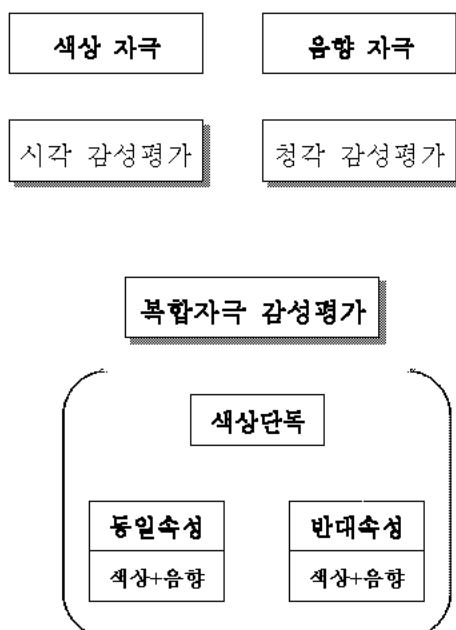 색상 자극
음향 자극
시각 감성평가
청각 감성평가
복합자극 감성평가
색상단독
동일속성
반대속성
색상+음향
색상+음향